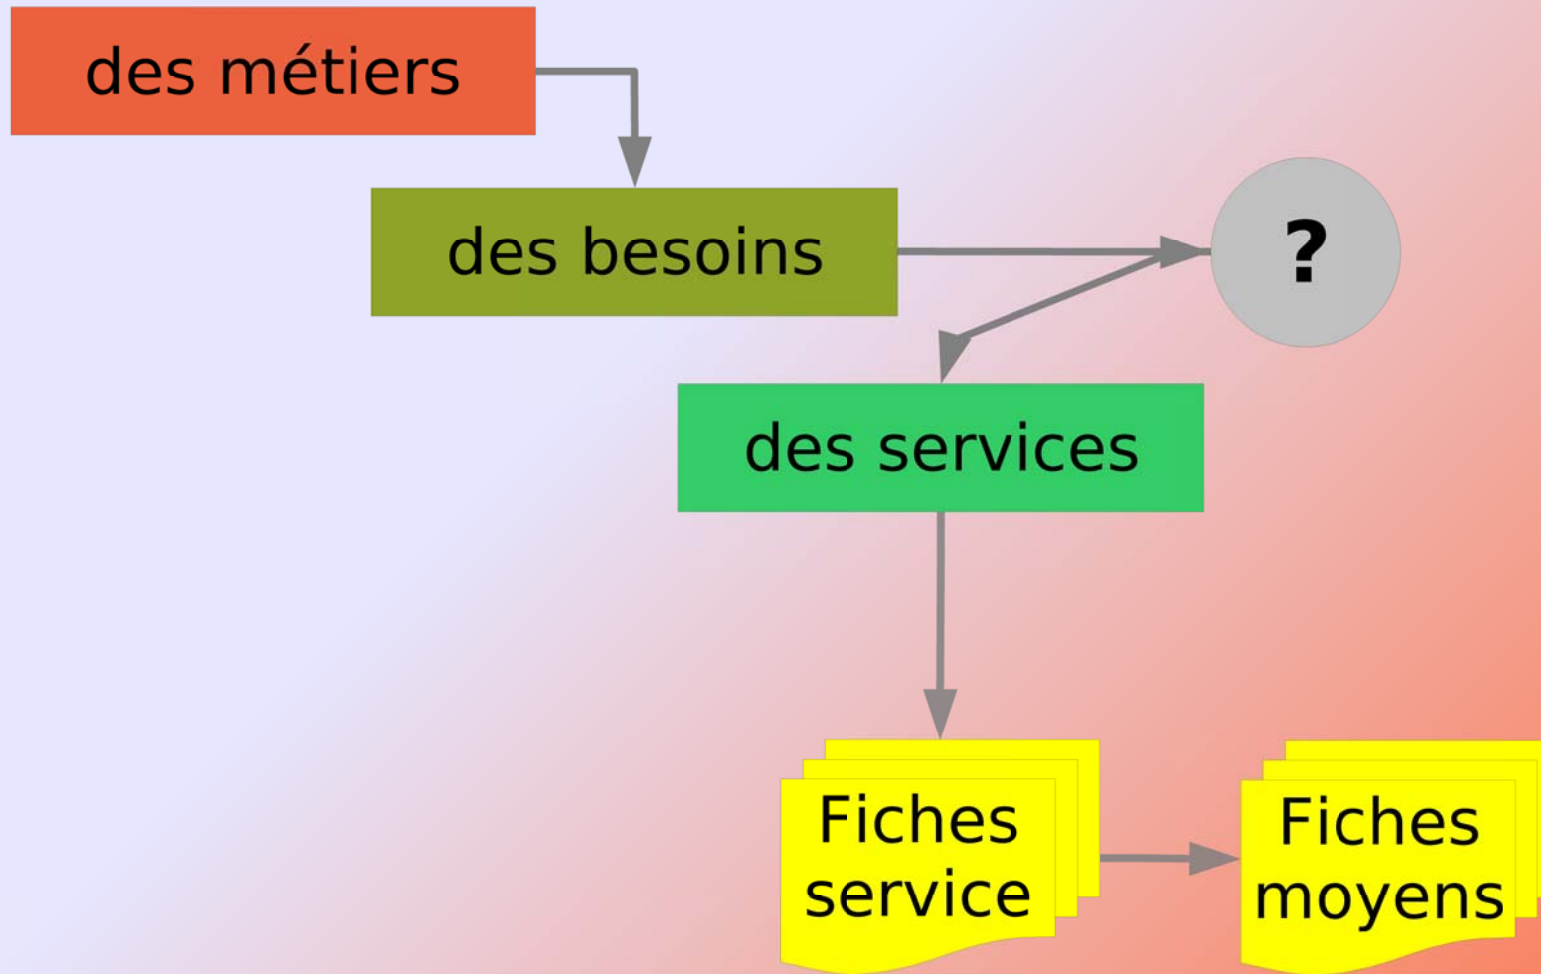 des métiers
des besoins
?
des services
Fiches
service
Fiches
moyens